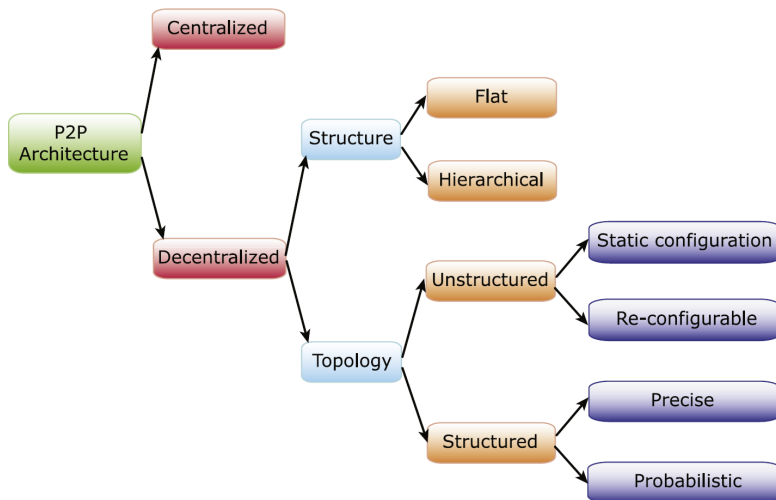 Centralized
P2P
Architecture
Decentralized
Structure
Topology
Flat
Hierarchical
Unstructured
Structured
Static configuration
Re-configurable
Precise
Probabilistic